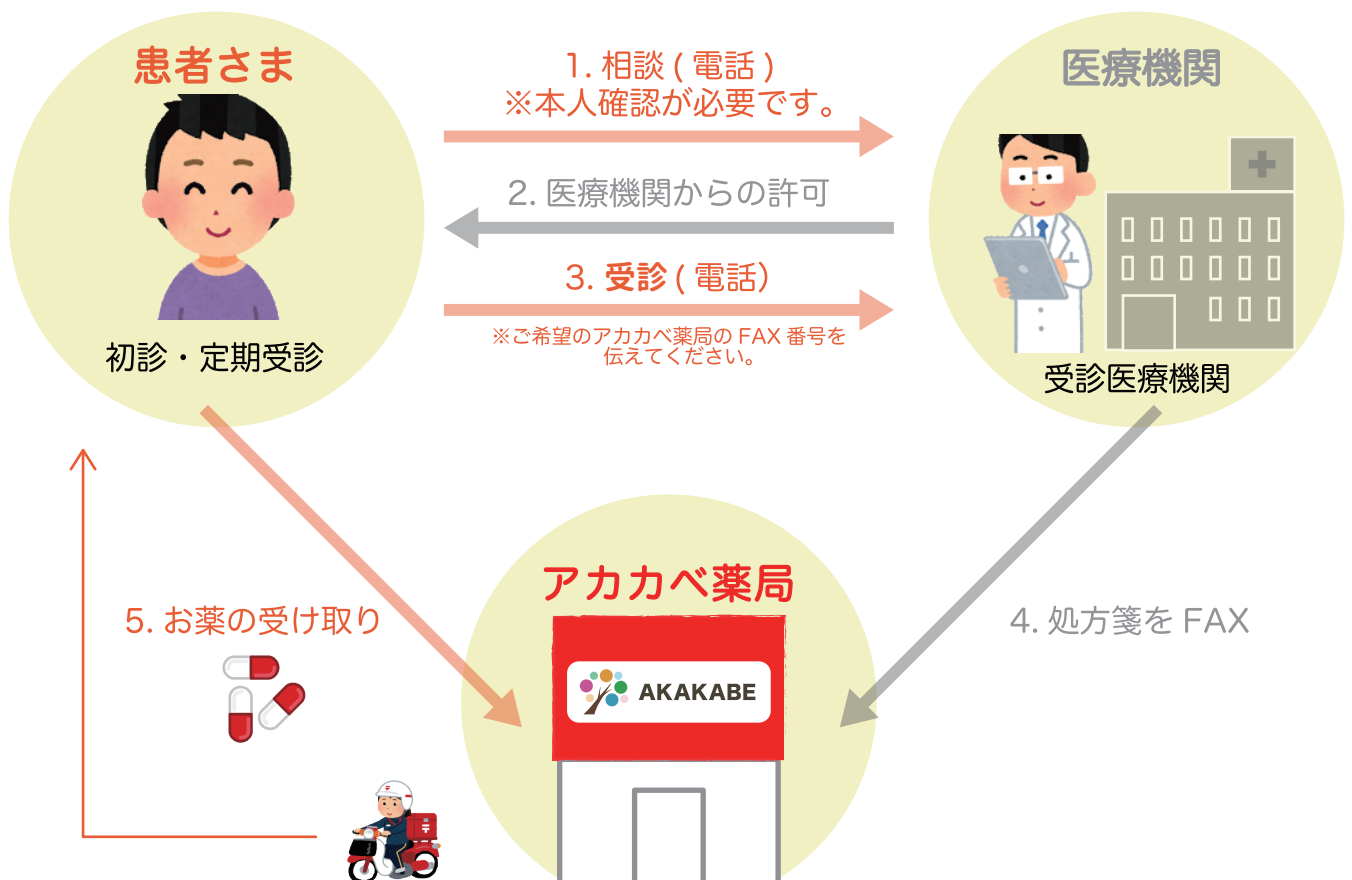 患者さま
1. 相談 ( 電話 )
※本人確認が必要です。
医療機関
2. 医療機関からの許可
3. 受診 ( 電話）
※ご希望のアカカベ薬局の FAX 番号を
伝えてください。
初診・定期受診
受診医療機関
アカカベ薬局
5. お薬の受け取り
4. 処方箋を FAX
AKAKABE